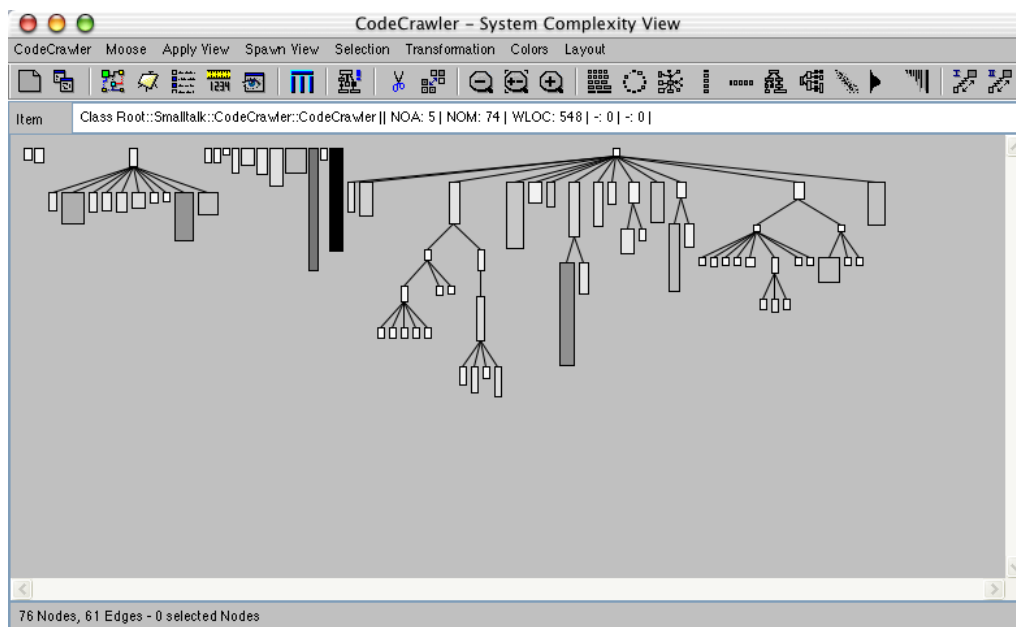 CodeCrawler – System Complexity View
CodeCrawler Moose Apply View Spawn View Selection Transformation Colors Layout
1234
Item Class Root::Smalltalk::CodeCrawler::CodeCrawler || NOA: 5 | NOM: 74 | WLOC: 548 | -: 0 | -: 0 |
76 Nodes, 61 Edges - 0 selected Nodes